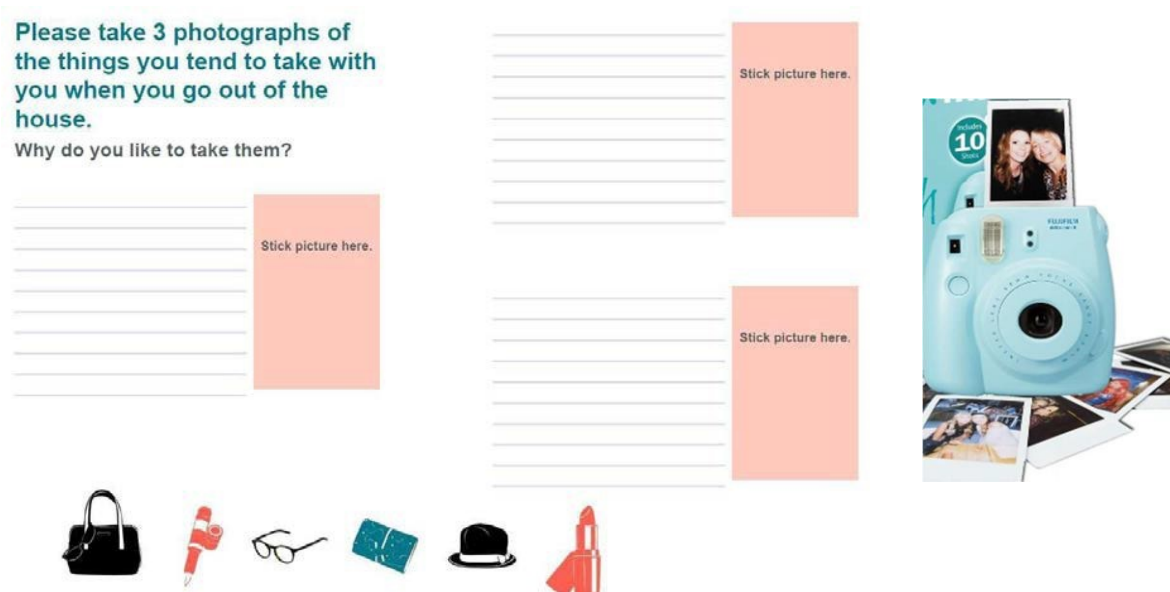 Please take 3 photographs of
the things you tend to take with
you when you go out of the
house.
Why do you like to take them?
Stick picture here.
Stick picture here.
Stick picture here.
Includes
10
Shots
FUJIFILM